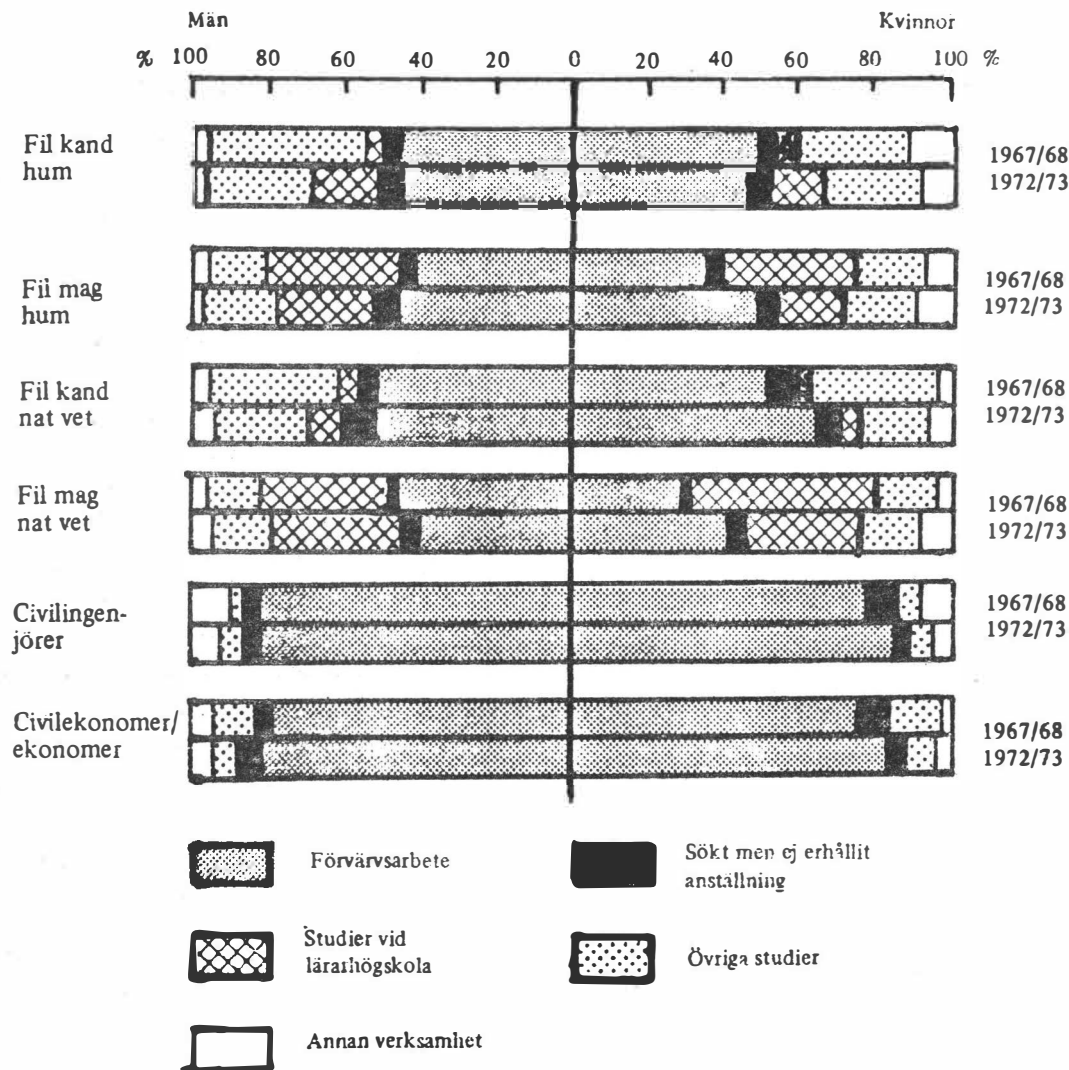 Män Kvinnor
% 100 80 60 40 20 0 20 40 60 80 100 %
Fil kand
hum
1967/68
1972/73
Fil mag
hum
1967/68
1972/73
Fil kand
nat vet
1967/68
1972/73
Fil mag
nat vet
1967/68
1972/73
Civilingen-
jörer
1967/68
1972/73
Civilekonomer/
ekonomer
1967/68
1972/73
Förvärvsarbete
Sökt men ej erhållit
anställning
Studier vid
lärarhögskola
Övriga studier
Annan verksamhet